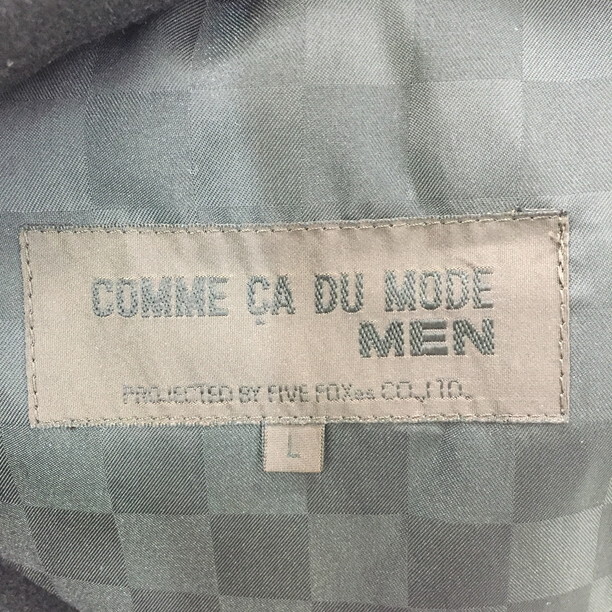 COMME ÇA DU MODE
MEN
PROJECTED BY FIVE FOXes CO.,LTD.
L